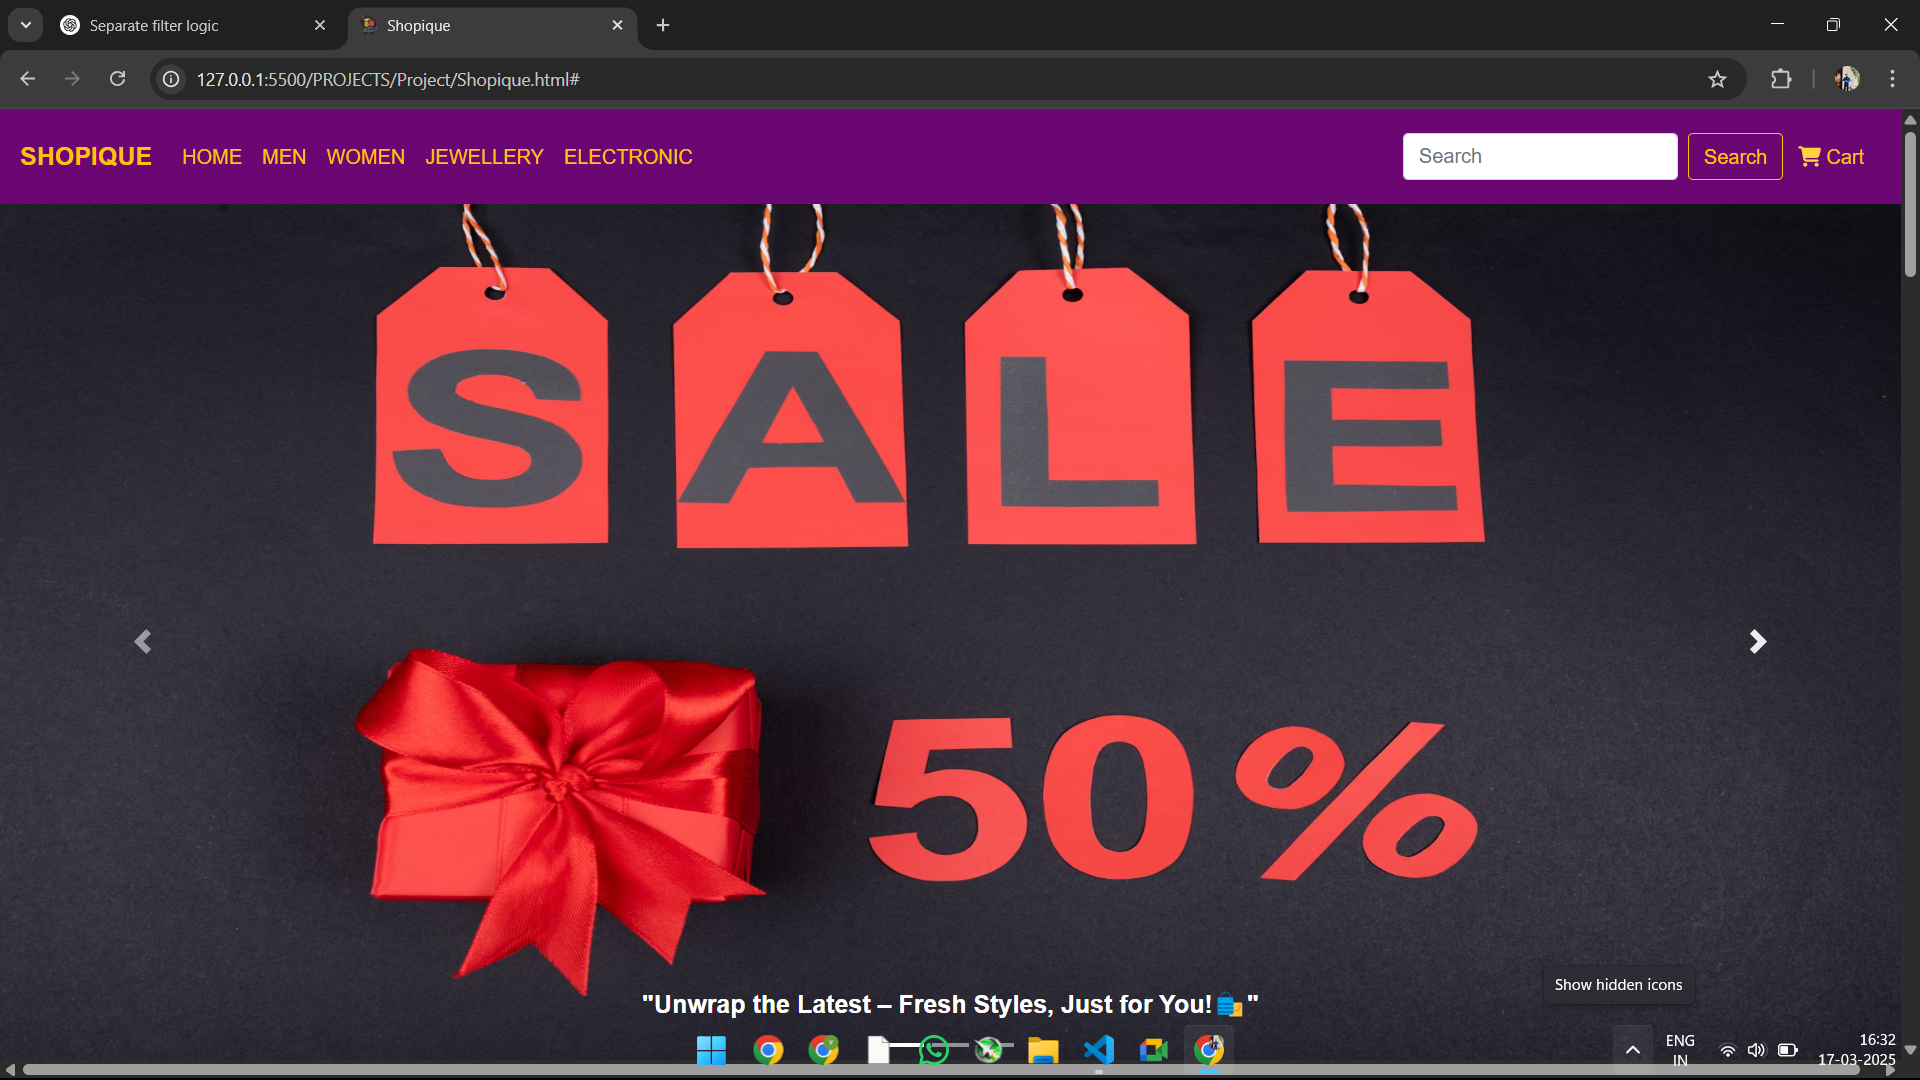 Separate filter logic
Shopique
127.0.0.1:5500/PROJECTS/Project/Shopique.html#
SHOPIQUE HOME MEN WOMEN JEWELLERY ELECTRONIC Search Search Cart
SALE
50%
"Unwrap the Latest – Fresh Styles, Just for You!🛍️"
Show hidden icons
ENG
IN
16:32
17-03-2025